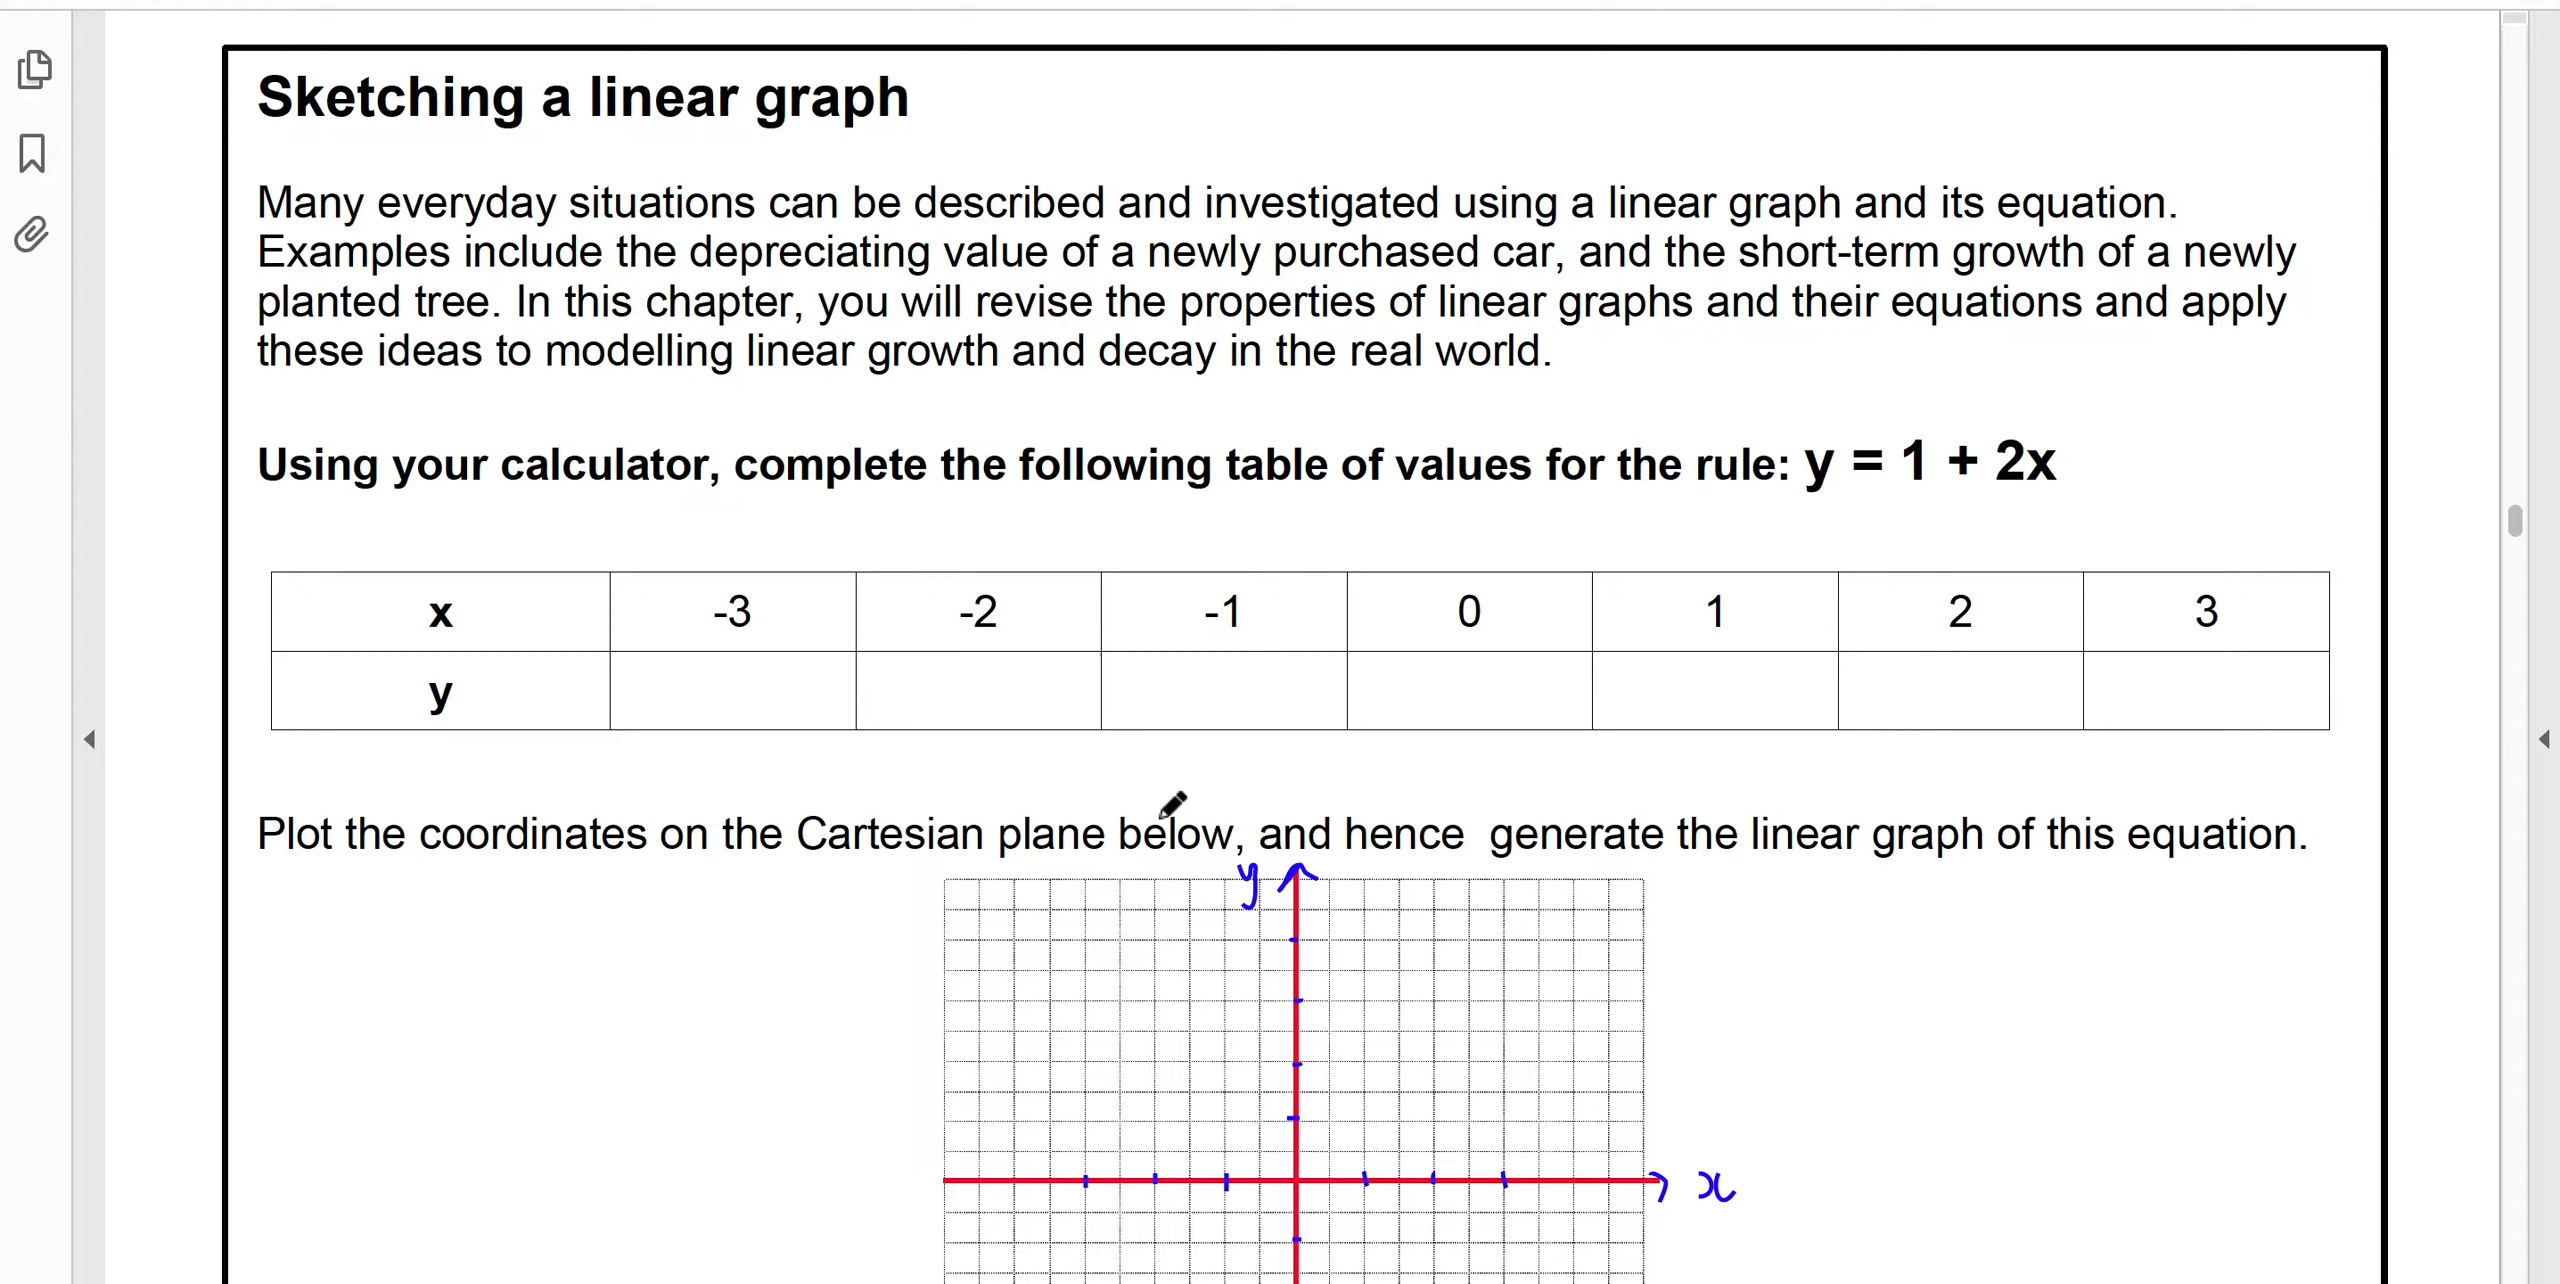 Sketching a linear graph
Many everyday situations can be described and investigated using a linear graph and its equation.
Examples include the depreciating value of a newly purchased car, and the short-term growth of a newly
planted tree. In this chapter, you will revise the properties of linear graphs and their equations and apply
these ideas to modelling linear growth and decay in the real world.
Using your calculator, complete the following table of values for the rule: y = 1 + 2x
x -3 -2 -1 0 1 2 3
y
Plot the coordinates on the Cartesian plane below, and hence  generate the linear graph of this equation.
y
x